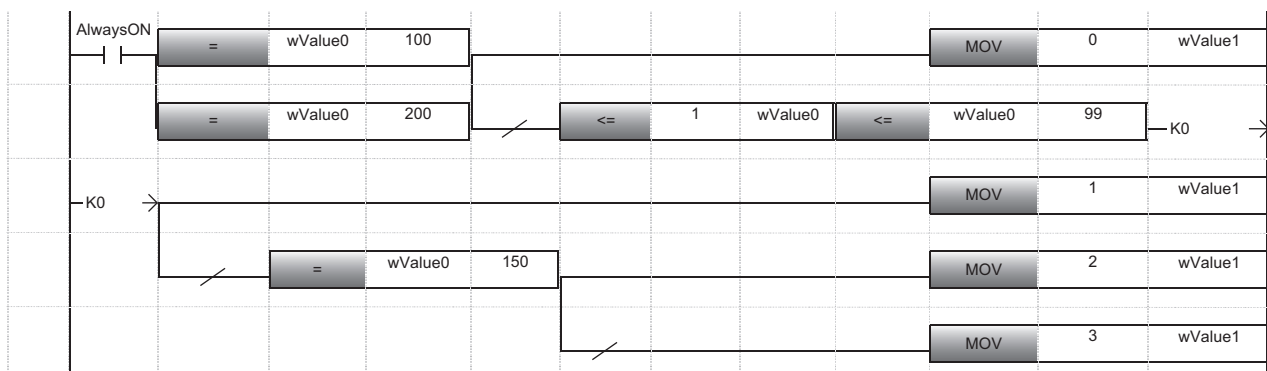 AlwaysON
= wValue0 100 MOV 0 wValue1
= wValue0 200 <= 1 wValue0 <= wValue0 99 K0
K0 MOV 1 wValue1
= wValue0 150 MOV 2 wValue1
MOV 3 wValue1